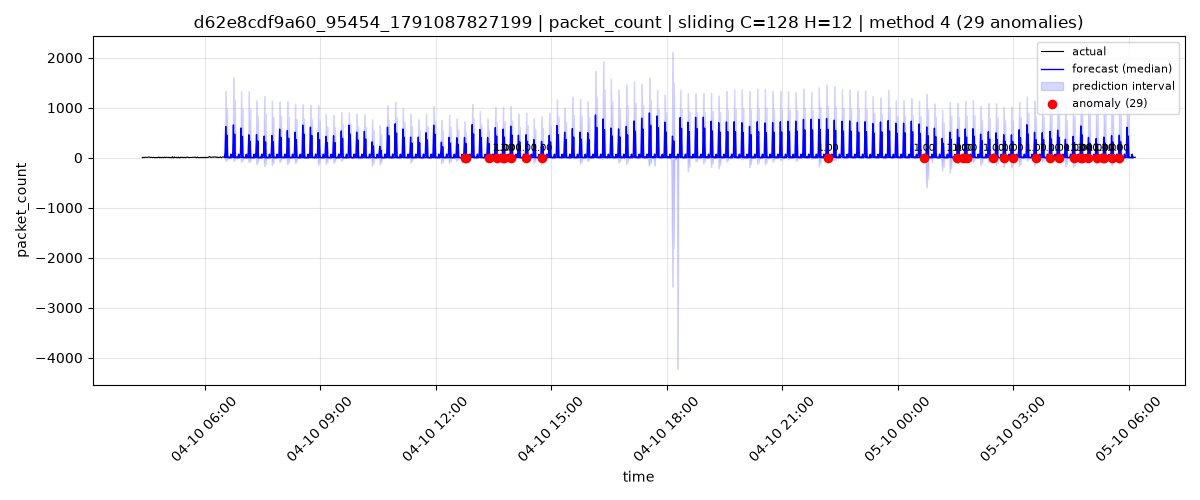 d62e8cdf9a60_95454_1791087827199 | packet_count | sliding C=128 H=12 | method 4 (29 anomalies)
actual
forecast (median)
prediction interval
anomaly (29)
packet_count
2000
1000
0
−1000
−2000
−3000
−4000
1.00
1.00
04-10 06:00
04-10 09:00
04-10 12:00
04-10 15:00
04-10 18:00
04-10 21:00
05-10 00:00
05-10 03:00
05-10 06:00
time